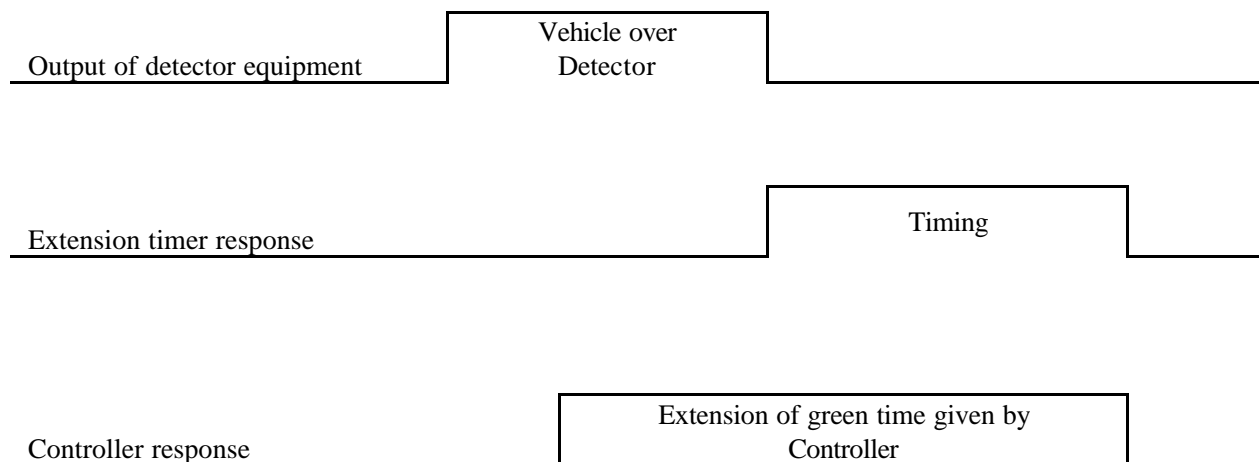 Vehicle over
Output of detector equipment Detector
Timing
Extension timer response
Extension of green time given by
Controller response Controller